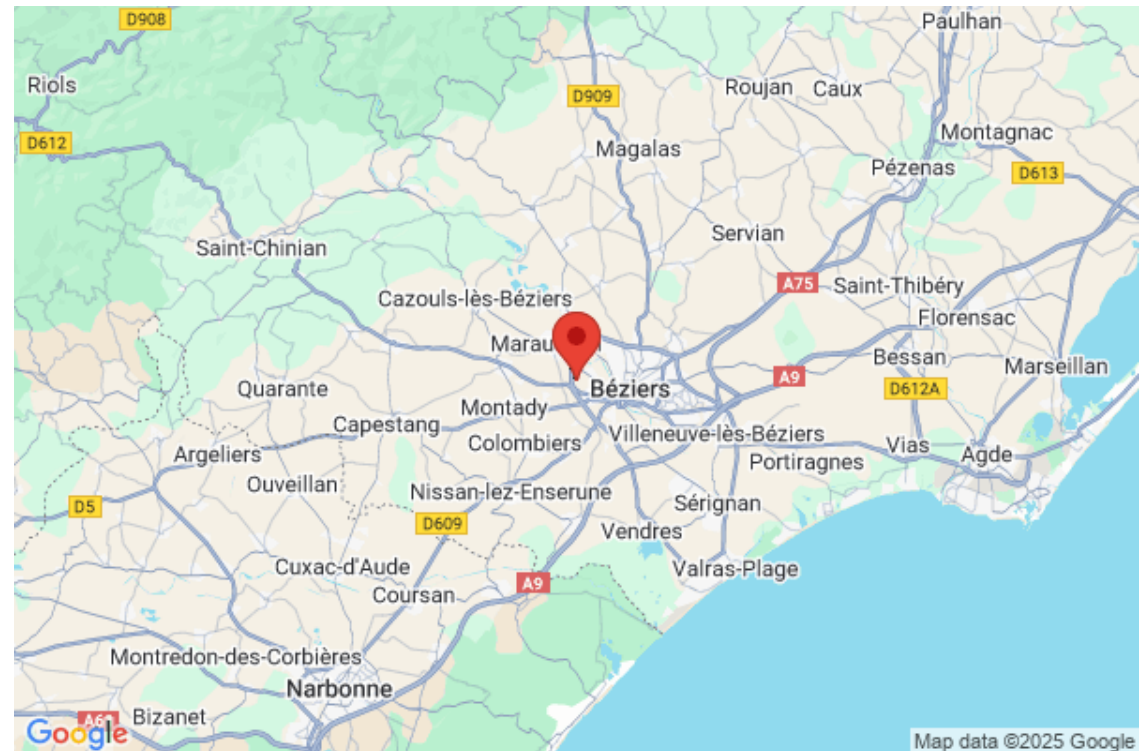 D908
Paulhan
Riols
D909
Roujan
Caux
D612
Magalas
Montagnac
Pézenas
D613
Servian
Saint-Chinian
A75
Saint-Thibéry
Cazouls-lès-Béziers
Florensac
Marau
Bessan
Marseillan
A9
Quarante
Béziers
D612A
Montady
Capestang
Colombiers
Villeneuve-lès-Béziers
Vias
Agde
Argeliers
Portiragnes
Ouveillan
Nissan-lez-Enserune
D5
Sérignan
D609
Vendres
Cuxac-d'Aude
Valras-Plage
A9
Coursan
Montredon-des-Corbières
Narbonne
Bizanet
Google
Map data ©2025 Google